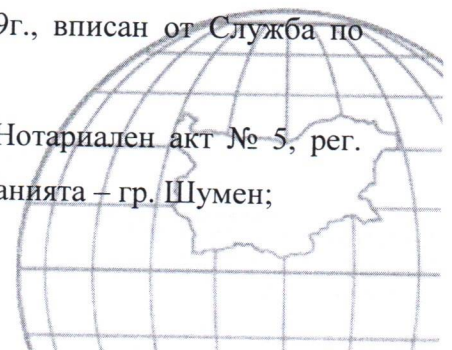 9г., вписан от Служба по
Нотариален акт № 5, рег.
анията – гр. Шумен;